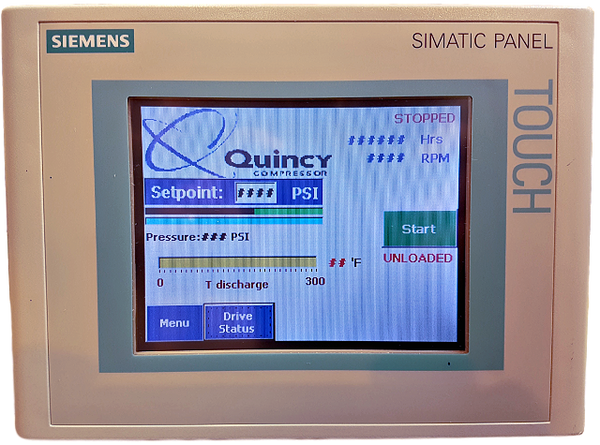 SIEMENS
SIMATIC PANEL
TOUCH
STOPPED
###### Hrs
#### RPM
Quincy
COMPRESSOR
Setpoint: #### PSI
Pressure:### PSI
Start
UNLOADED
## °F
0 T discharge 300
Menu
Drive
Status